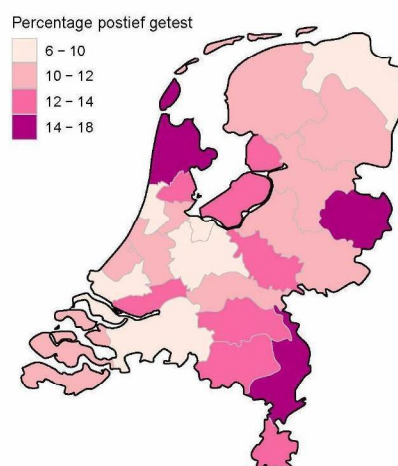 Percentage postief getest
6 – 10
10 – 12
12 – 14
14 – 18